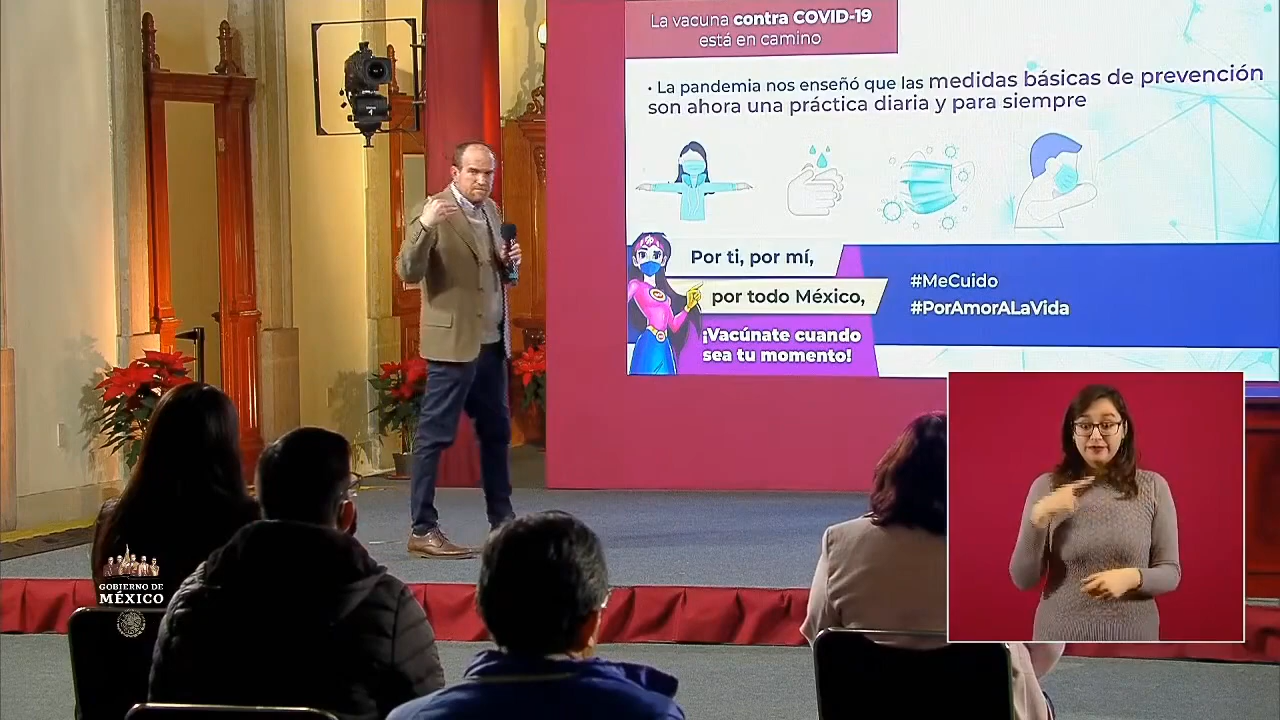 La vacuna contra COVID-19
está en camino
• La pandemia nos enseñó que las medidas básicas de prevención
son ahora una práctica diaria y para siempre
Por ti, por mí,
por todo México,
¡Vacúnate cuando
sea tu momento!
#MeCuido
#PorAmorALaVida
GOBIERNO DE
MÉXICO